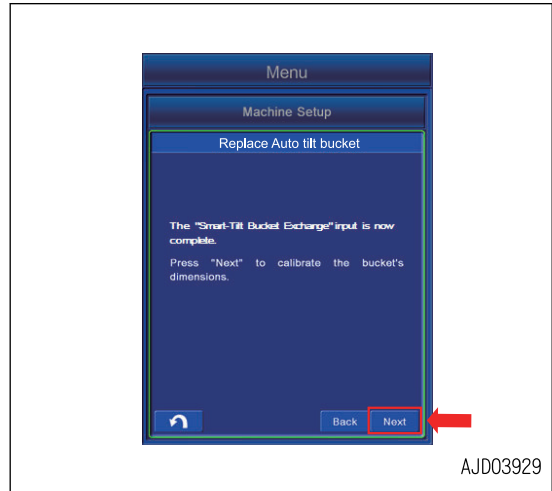 Menu
Machine Setup
Replace Auto tilt bucket
The "Smart-Tilt Bucket Exchange" input is now
complete.
Press "Next" to calibrate the bucket's
dimensions.
Back Next
AJD03929